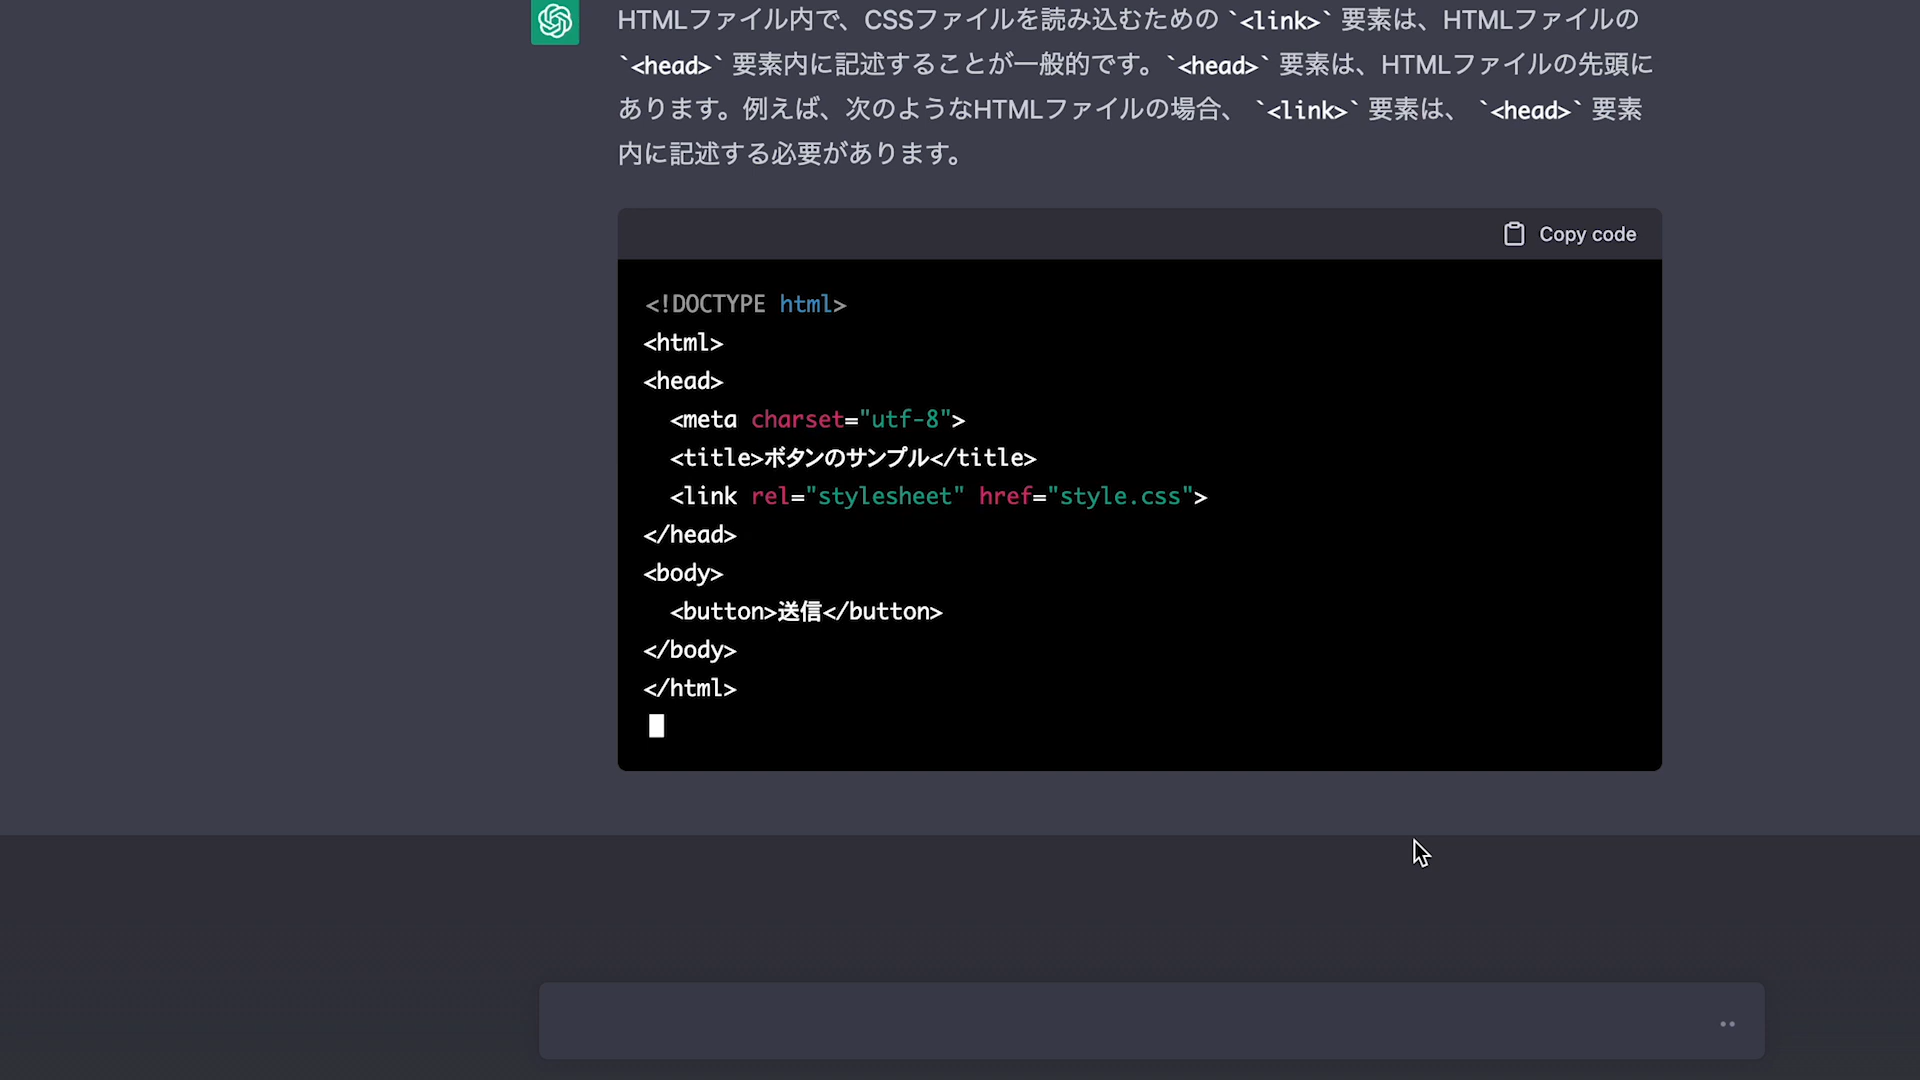 HTMLファイル内で、CSSファイルを読み込むための `<link>` 要素は、HTMLファイルの
`<head>` 要素内に記述することが一般的です。`<head>` 要素は、HTMLファイルの先頭に
あります。例えば、次のようなHTMLファイルの場合、 `<link>` 要素は、 `<head>` 要素
内に記述する必要があります。
Copy code
<!DOCTYPE html>
<html>
<head>
  <meta charset="utf-8">
  <title>ボタンのサンプル</title>
  <link rel="stylesheet" href="style.css">
</head>
<body>
  <button>送信</button>
</body>
</html>